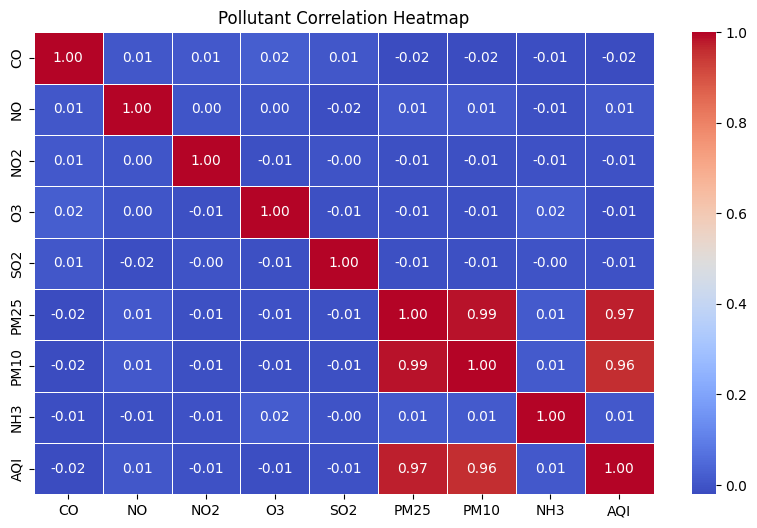 Pollutant Correlation Heatmap
CO 1.00 0.01 0.01 0.02 0.01 -0.02 -0.02 -0.01 -0.02
NO 0.01 1.00 0.00 0.00 -0.02 0.01 0.01 -0.01 0.01
NO2 0.01 0.00 1.00 -0.01 -0.00 -0.01 -0.01 -0.01 -0.01
O3 0.02 0.00 -0.01 1.00 -0.01 -0.01 -0.01 0.02 -0.01
SO2 0.01 -0.02 -0.00 -0.01 1.00 -0.01 -0.01 -0.00 -0.01
PM25 -0.02 0.01 -0.01 -0.01 -0.01 1.00 0.99 0.01 0.97
PM10 -0.02 0.01 -0.01 -0.01 -0.01 0.99 1.00 0.01 0.96
NH3 -0.01 -0.01 -0.01 0.02 -0.00 0.01 0.01 1.00 0.01
AQI -0.02 0.01 -0.01 -0.01 -0.01 0.97 0.96 0.01 1.00
CO NO NO2 O3 SO2 PM25 PM10 NH3 AQI
1.0
0.8
0.6
0.4
0.2
0.0